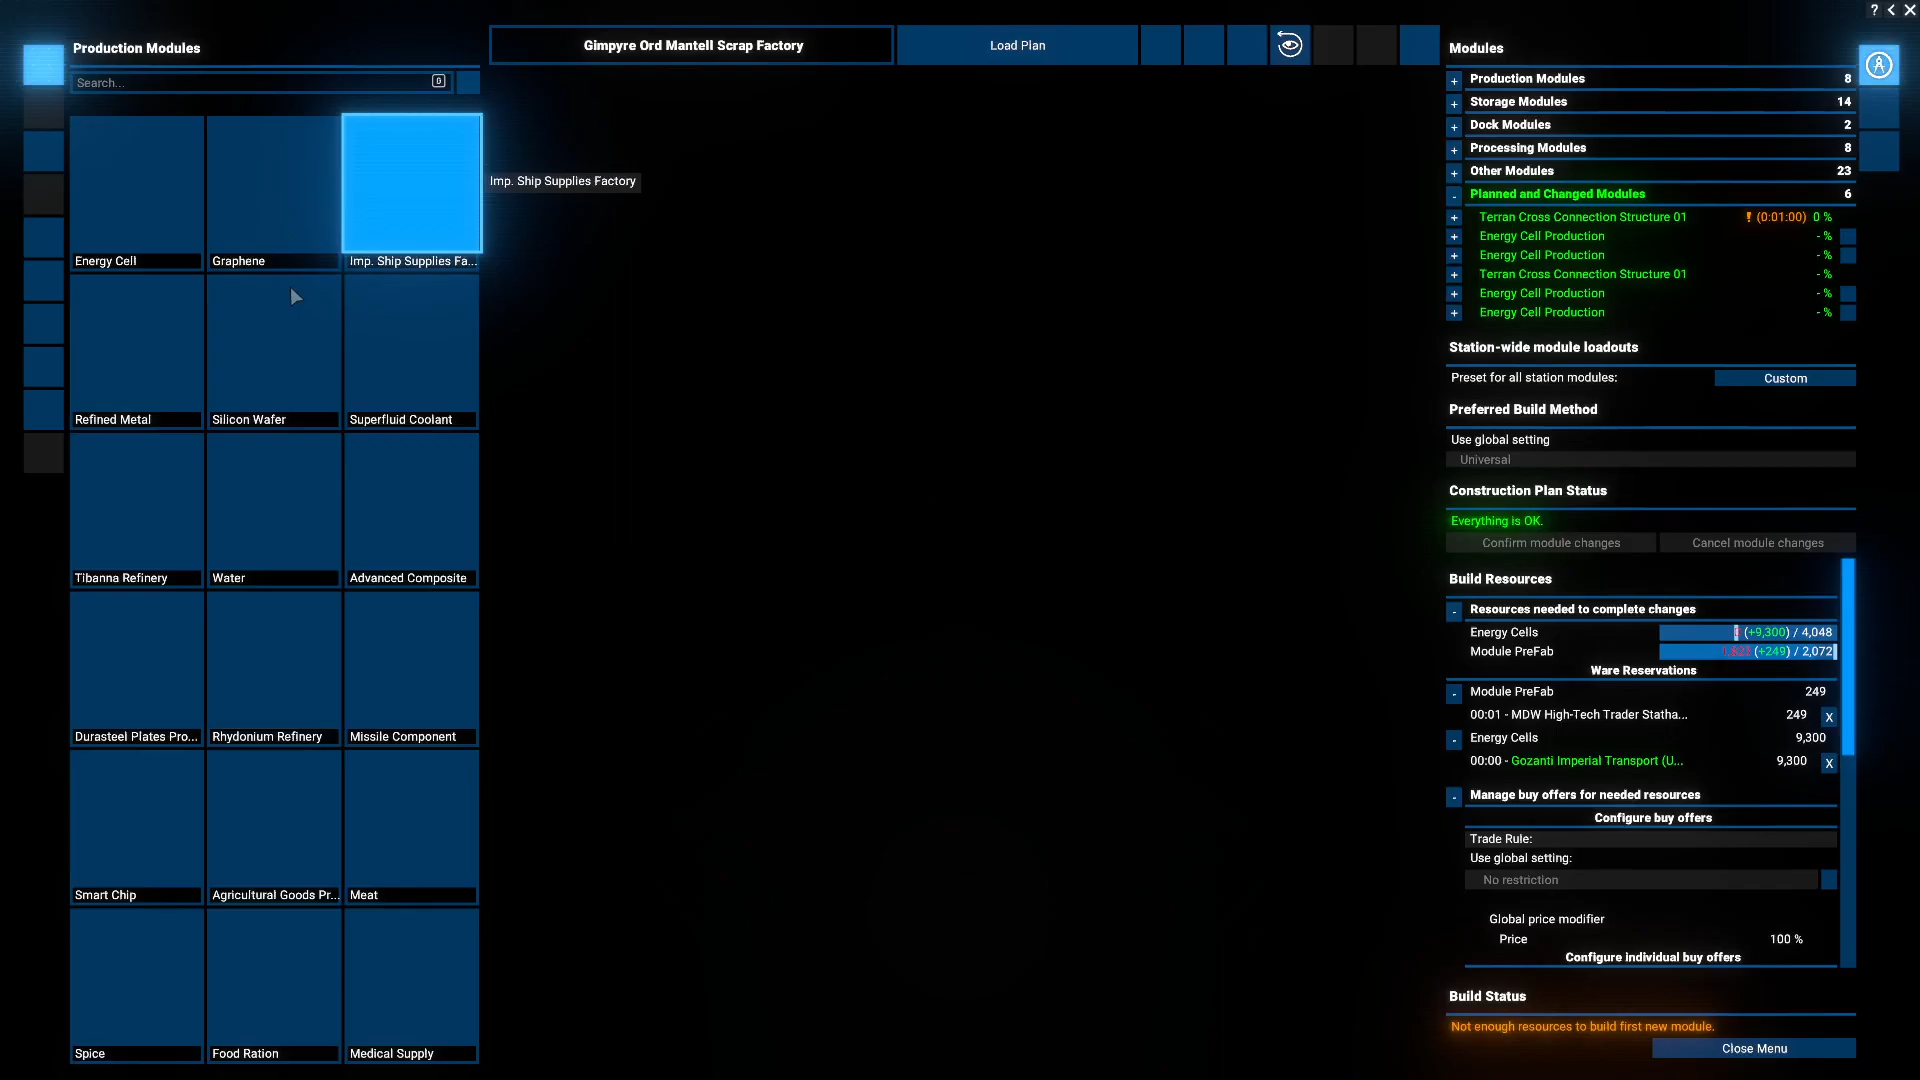 ? < X
Production Modules
Search...
0
Gimpyre Ord Mantell Scrap Factory
Load Plan
Energy Cell
Graphene
Imp. Ship Supplies Fa...
Imp. Ship Supplies Factory
Refined Metal
Silicon Wafer
Superfluid Coolant
Tibanna Refinery
Water
Advanced Composite
Durasteel Plates Pro...
Rhydonium Refinery
Missile Component
Smart Chip
Agricultural Goods Pr...
Meat
Spice
Food Ration
Medical Supply
Modules
+ Production Modules 8
+ Storage Modules 14
+ Dock Modules 2
+ Processing Modules 8
+ Other Modules 23
- Planned and Changed Modules 6
+ Terran Cross Connection Structure 01 ! (0:01:00) 0 %
+ Energy Cell Production - %
+ Energy Cell Production - %
+ Terran Cross Connection Structure 01 - %
+ Energy Cell Production - %
+ Energy Cell Production - %
Station-wide module loadouts
Preset for all station modules: Custom
Preferred Build Method
Use global setting
Universal
Construction Plan Status
Everything is OK.
Confirm module changes Cancel module changes
Build Resources
- Resources needed to complete changes
Energy Cells (+9,300) / 4,048
Module PreFab 1,823 (+249) / 2,072
Ware Reservations
- Module PreFab 249
00:01 - MDW High-Tech Trader Statha... 249 X
- Energy Cells 9,300
00:00 - Gozanti Imperial Transport (U... 9,300 X
- Manage buy offers for needed resources
Configure buy offers
Trade Rule:
Use global setting:
No restriction
Global price modifier
Price 100 %
Configure individual buy offers
Build Status
Not enough resources to build first new module.
Close Menu